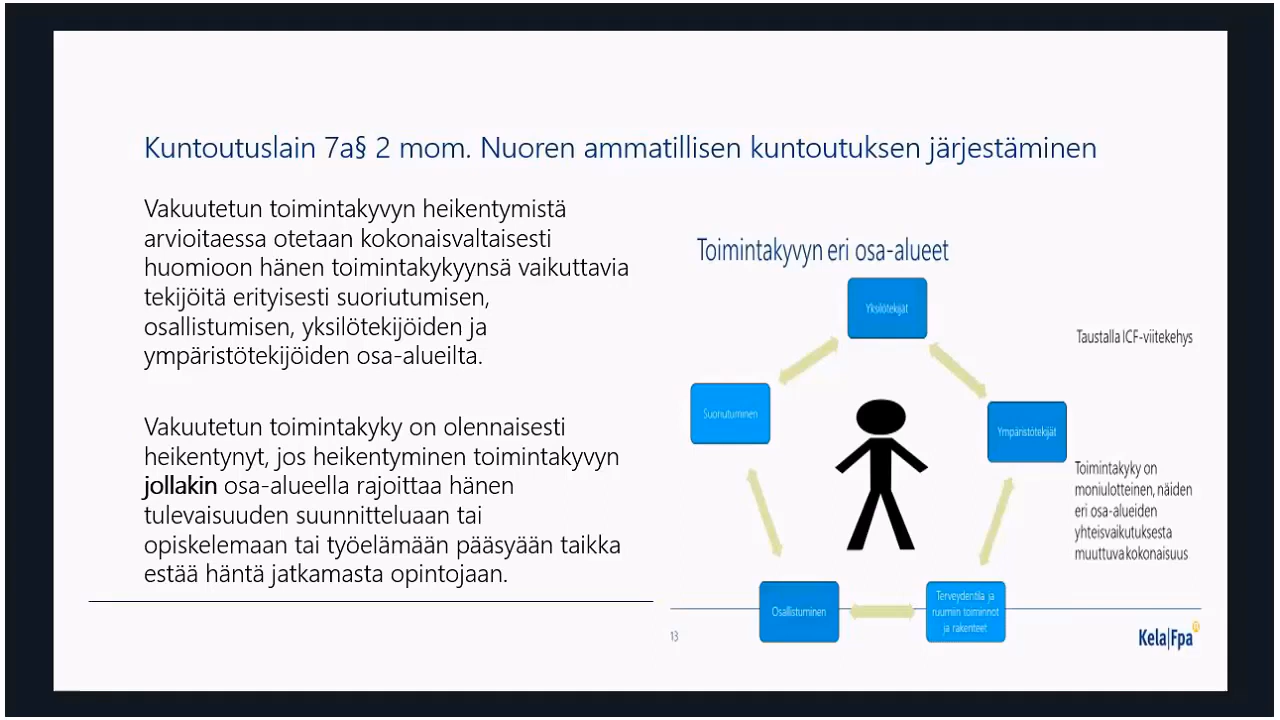 Kuntoutuslain 7a§ 2 mom. Nuoren ammatillisen kuntoutuksen järjestäminen
Vakuutetun toimintakyvyn heikentymistä
arvioitaessa otetaan kokonaisvaltaisesti
huomioon hänen toimintakykyynsä vaikuttavia
tekijöitä erityisesti suoriutumisen,
osallistumisen, yksilötekijöiden ja
ympäristötekijöiden osa-alueilta.
Vakuutetun toimintakyky on olennaisesti
heikentynyt, jos heikentyminen toimintakyvyn
jollakin osa-alueella rajoittaa hänen
tulevaisuuden suunnitteluaan tai
opiskelemaan tai työelämään pääsyään taikka
estää häntä jatkamasta opintojaan.
Toimintakyvyn eri osa-alueet
Yksilötekijät
Taustalla ICF-viitekehys
Suoriutuminen
Ympäristötekijät
Toimintakyky on
moniulotteinen, näiden
eri osa-alueiden
yhteisvaikutuksesta
muuttuva kokonaisuus
Osallistuminen
Terveydentila ja
ruumiin toiminnot
ja rakenteet
13
Kela|Fpa